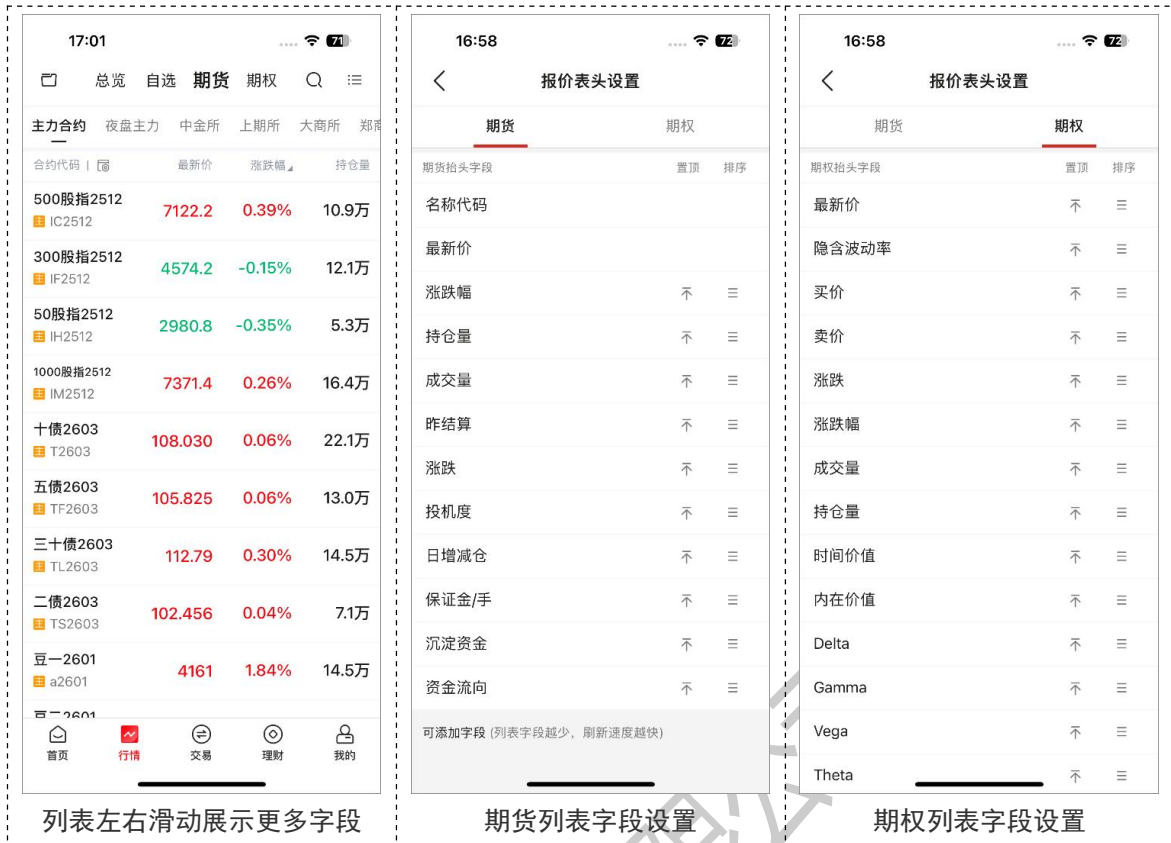 17:01
71
总览 自选 期货 期权
主力合约 夜盘主力 中金所 上期所 大商所 郑商
合约代码 | 最新价 涨跌幅 持仓量
500股指2512
主 IC2512
7122.2 0.39% 10.9万
300股指2512
主 IF2512
4574.2 -0.15% 12.1万
50股指2512
主 IH2512
2980.8 -0.35% 5.3万
1000股指2512
主 IM2512
7371.4 0.26% 16.4万
十债2603
主 T2603
108.030 0.06% 22.1万
五债2603
主 TF2603
105.825 0.06% 13.0万
三十债2603
主 TL2603
112.79 0.30% 14.5万
二债2603
主 TS2603
102.456 0.04% 7.1万
豆一2601
主 a2601
4161 1.84% 14.5万
豆二2601
首页 行情 交易 理财 我的
列表左右滑动展示更多字段
16:58
72
报价表头设置
期货 期权
期货抬头字段 置顶 排序
名称代码
最新价
涨跌幅
持仓量
成交量
昨结算
涨跌
投机度
日增减仓
保证金/手
沉淀资金
资金流向
可添加字段 (列表字段越少，刷新速度越快)
期货列表字段设置
16:58
72
报价表头设置
期货 期权
期权抬头字段 置顶 排序
最新价
隐含波动率
买价
卖价
涨跌
涨跌幅
成交量
持仓量
时间价值
内在价值
Delta
Gamma
Vega
Theta
期权列表字段设置